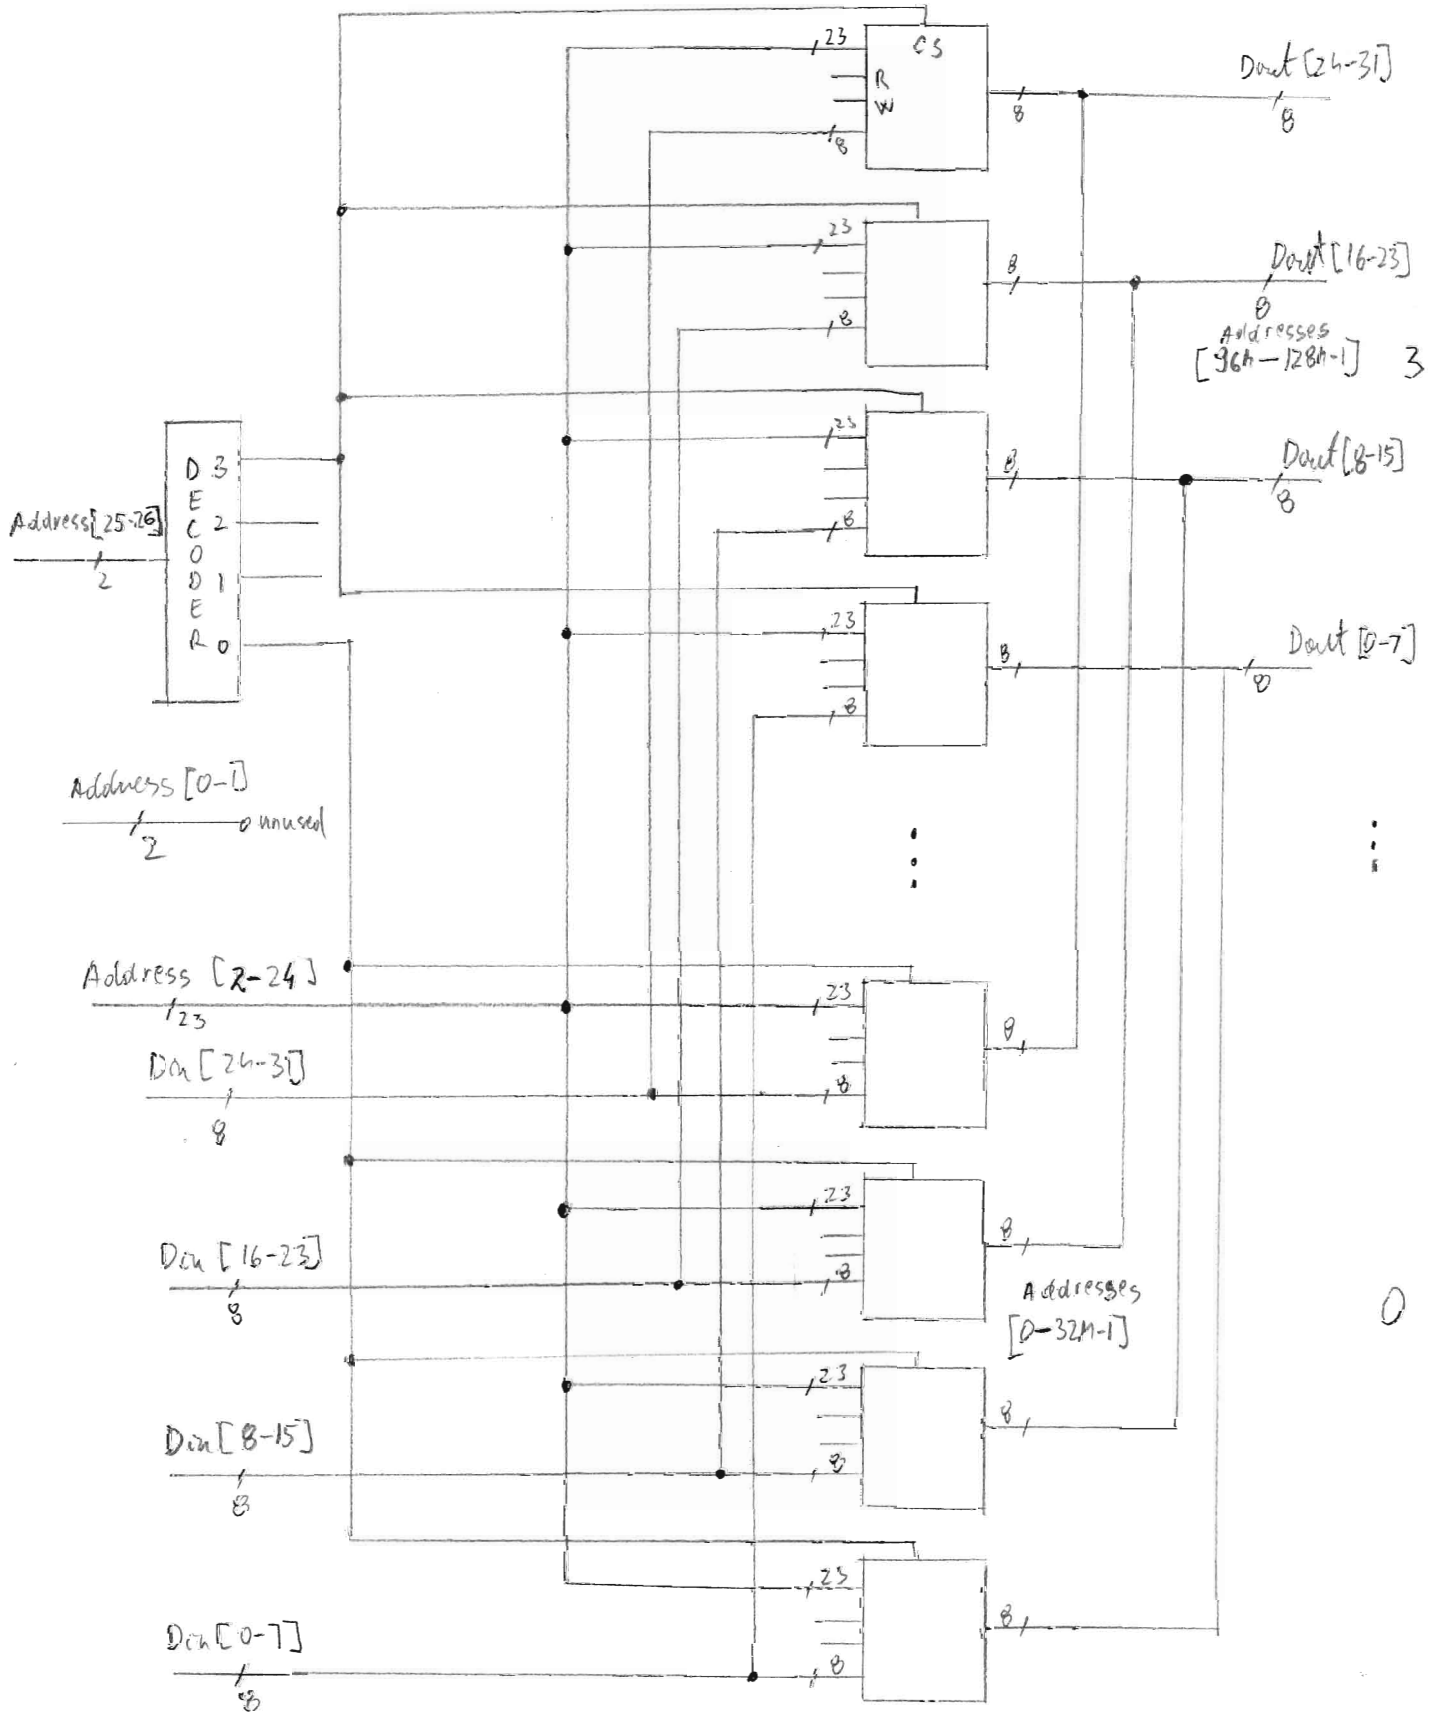 23
CS
R
W
8
8
Dout [24-31]
8
23
8
8
Dout [16-23]
8
Addresses
[96M-128M-1]
3
23
8
8
Dout [8-15]
8
23
8
8
Dout [0-7]
8
Address[25-26]
2
DECODER
3
2
1
0
Address [0-1]
2
unused
Address [2-24]
23
23
8
8
Din [24-31]
8
Din [16-23]
8
23
8
8
Addresses
[0-32M-1]
0
Din [8-15]
8
23
8
8
Din [0-7]
8
23
8
8